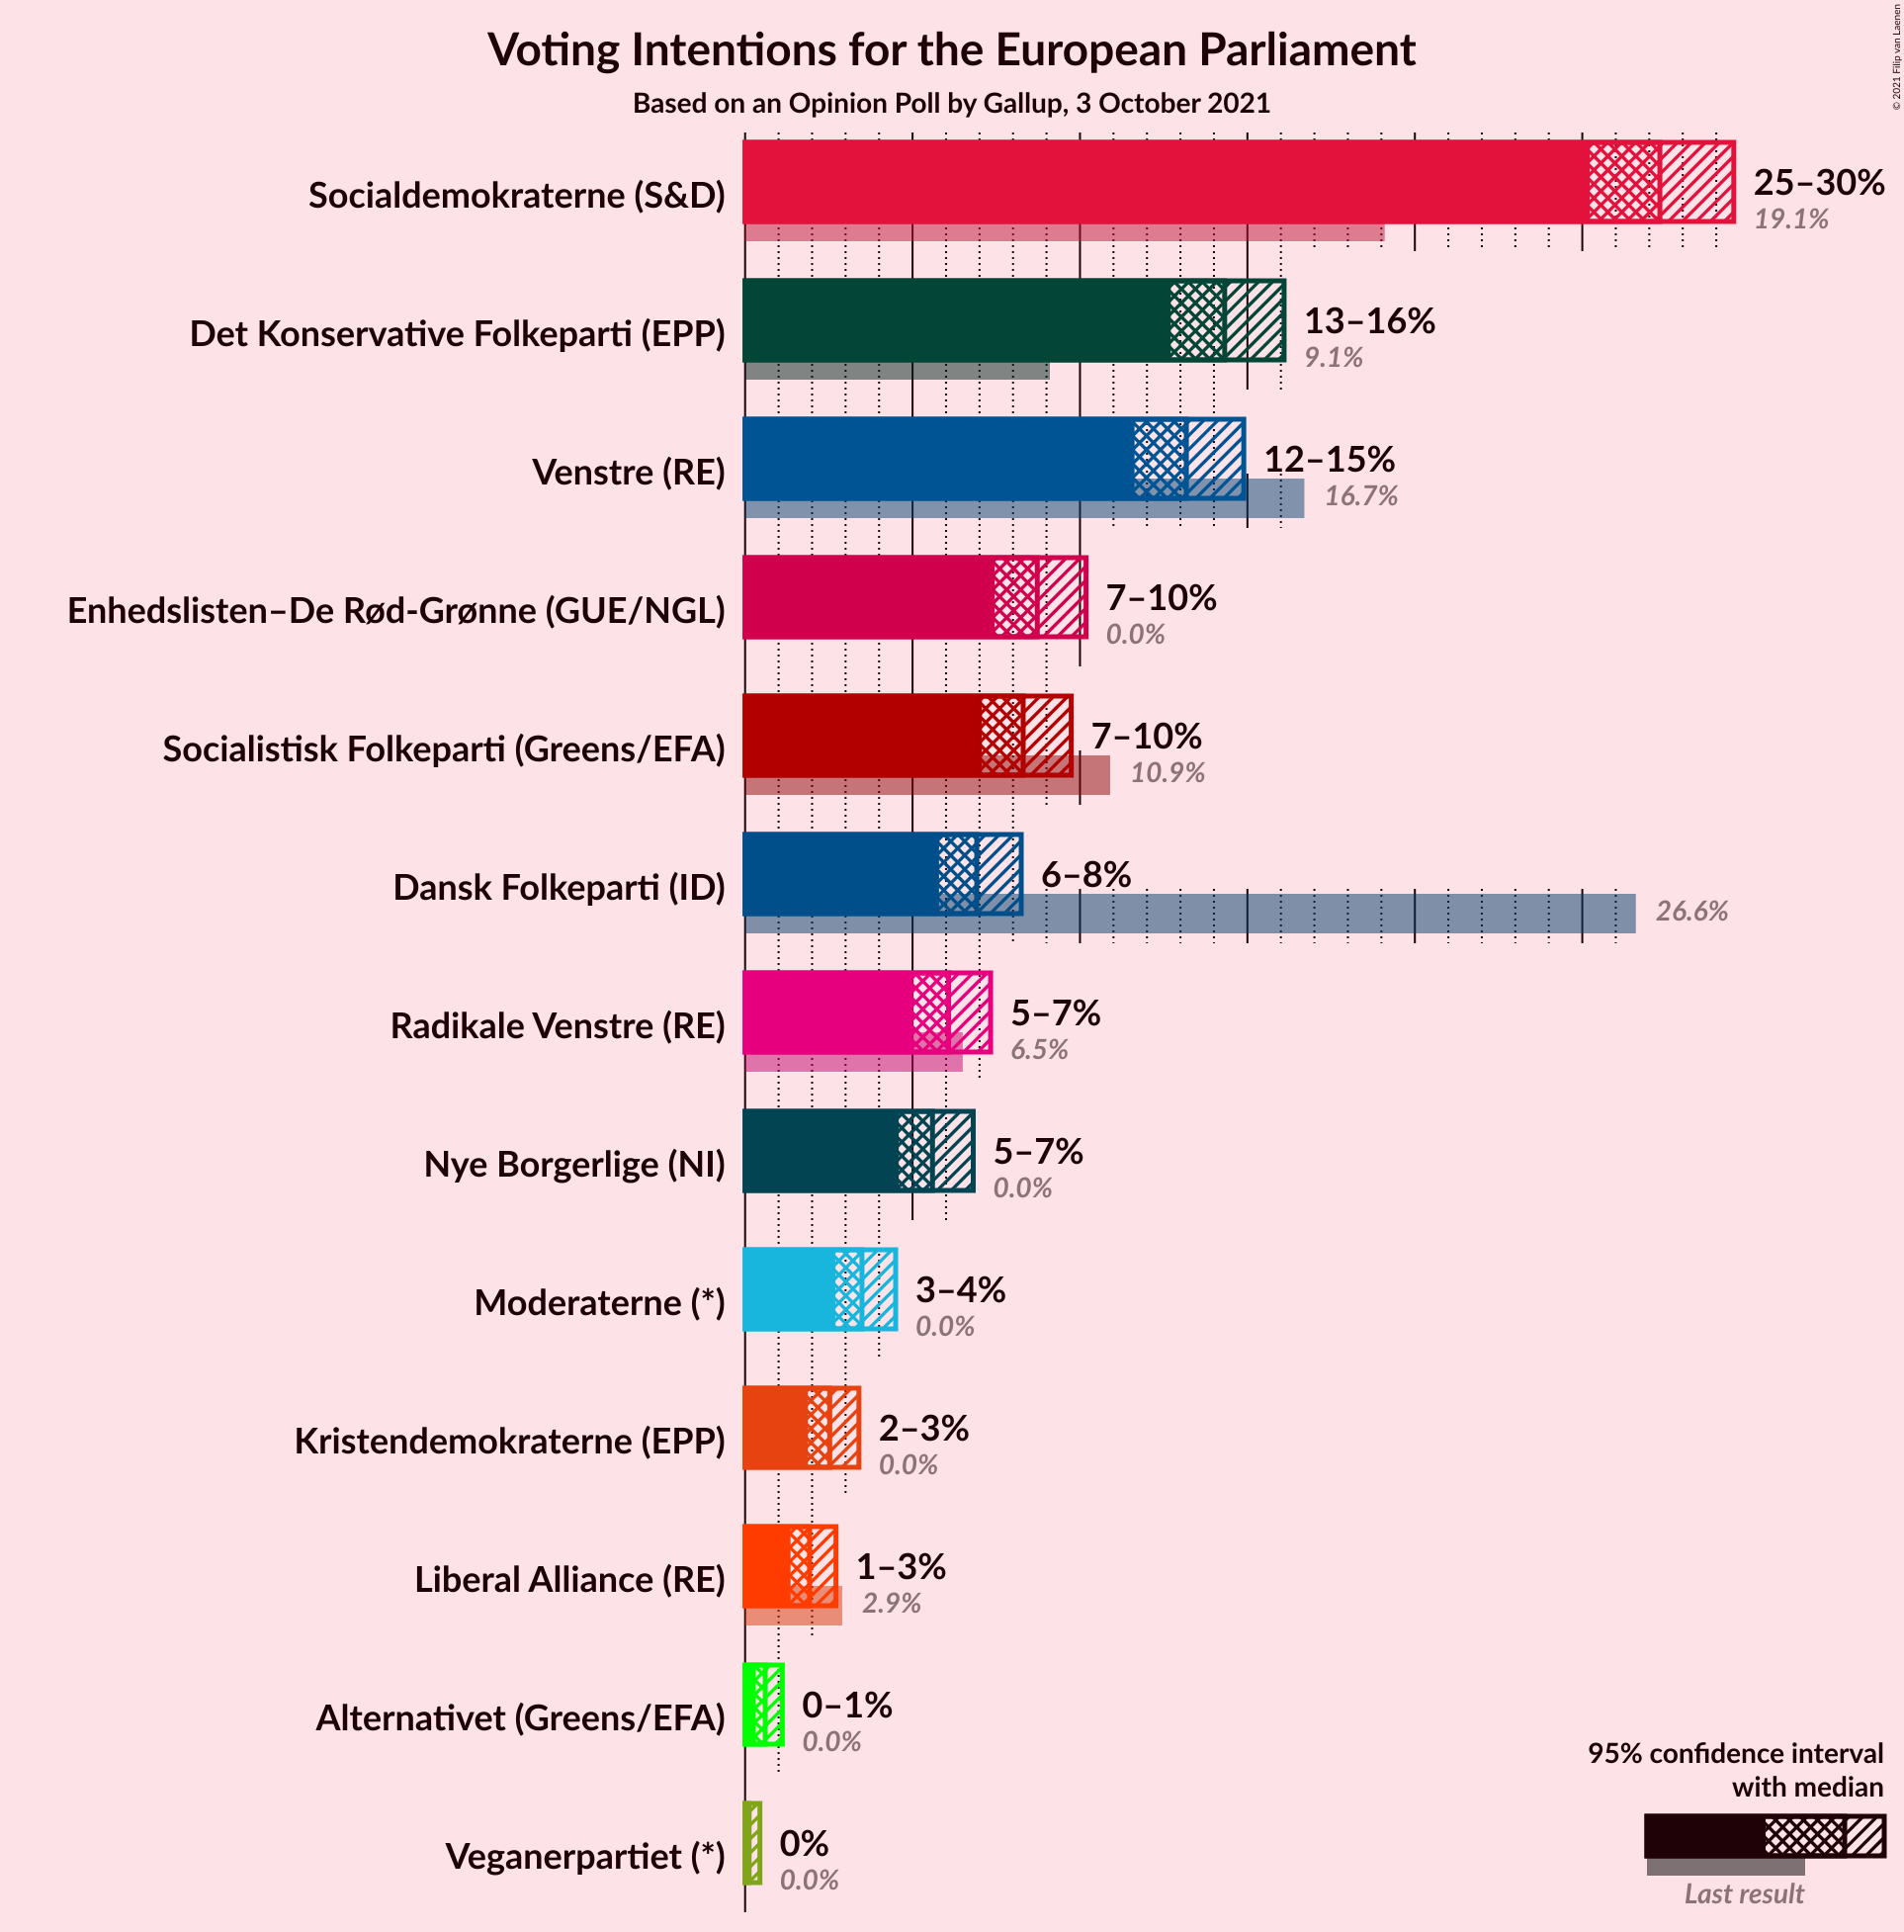 Voting Intentions for the European Parliament
Based on an Opinion Poll by Gallup, 3 October 2021
© 2021 Filip van Laenen
Socialdemokraterne (S&D)
25–30%
19.1%
Det Konservative Folkeparti (EPP)
13–16%
9.1%
Venstre (RE)
12–15%
16.7%
Enhedslisten–De Rød-Grønne (GUE/NGL)
7–10%
0.0%
Socialistisk Folkeparti (Greens/EFA)
7–10%
10.9%
Dansk Folkeparti (ID)
6–8%
26.6%
Radikale Venstre (RE)
5–7%
6.5%
Nye Borgerlige (NI)
5–7%
0.0%
Moderaterne (*)
3–4%
0.0%
Kristendemokraterne (EPP)
2–3%
0.0%
Liberal Alliance (RE)
1–3%
2.9%
Alternativet (Greens/EFA)
0–1%
0.0%
Veganerpartiet (*)
0%
0.0%
95% confidence interval
with median
Last result